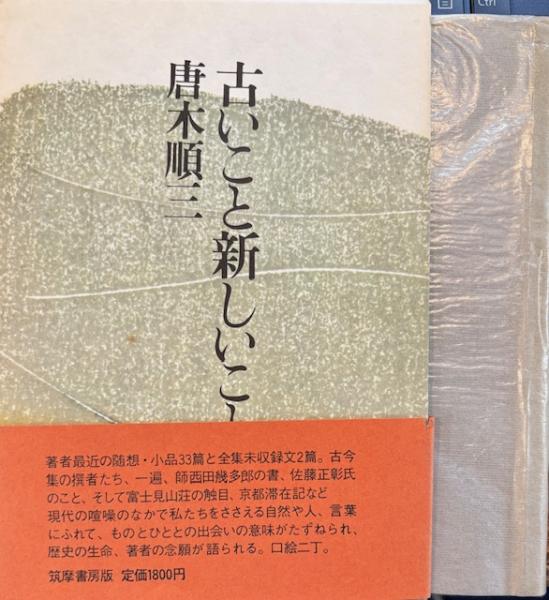 Ctrl
古いこと新しいこ
唐木順三
著者最近の随想・小品33篇と全集未収録文2篇。古今
集の撰者たち、一遍、師西田幾多郎の書、佐藤正彰氏
のこと、そして富士見山荘の触目、京都滞在記など
現代の喧噪のなかで私たちをささえる自然や人、言葉
にふれて、ものとひととの出会いの意味がたずねられ、
歴史の生命、著者の念願が語られる。口絵二丁。
筑摩書房版 定価1800円